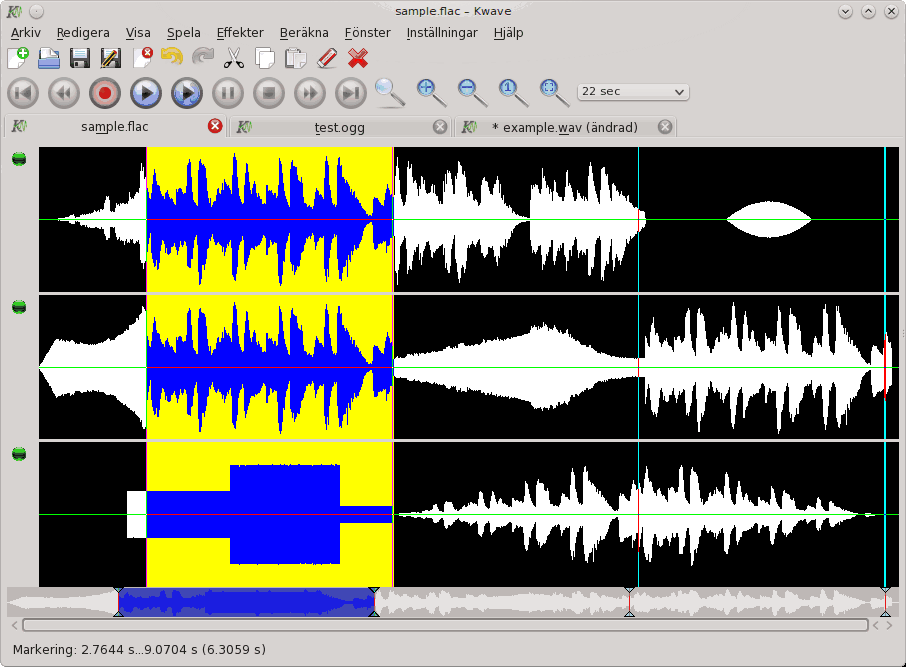 sample.flac – Kwave
Arkiv Redigera Visa Spela Effekter Beräkna Fönster Inställningar Hjälp
22 sec
sample.flac test.ogg * example.wav (ändrad)
Markering: 2.7644 s...9.0704 s (6.3059 s)